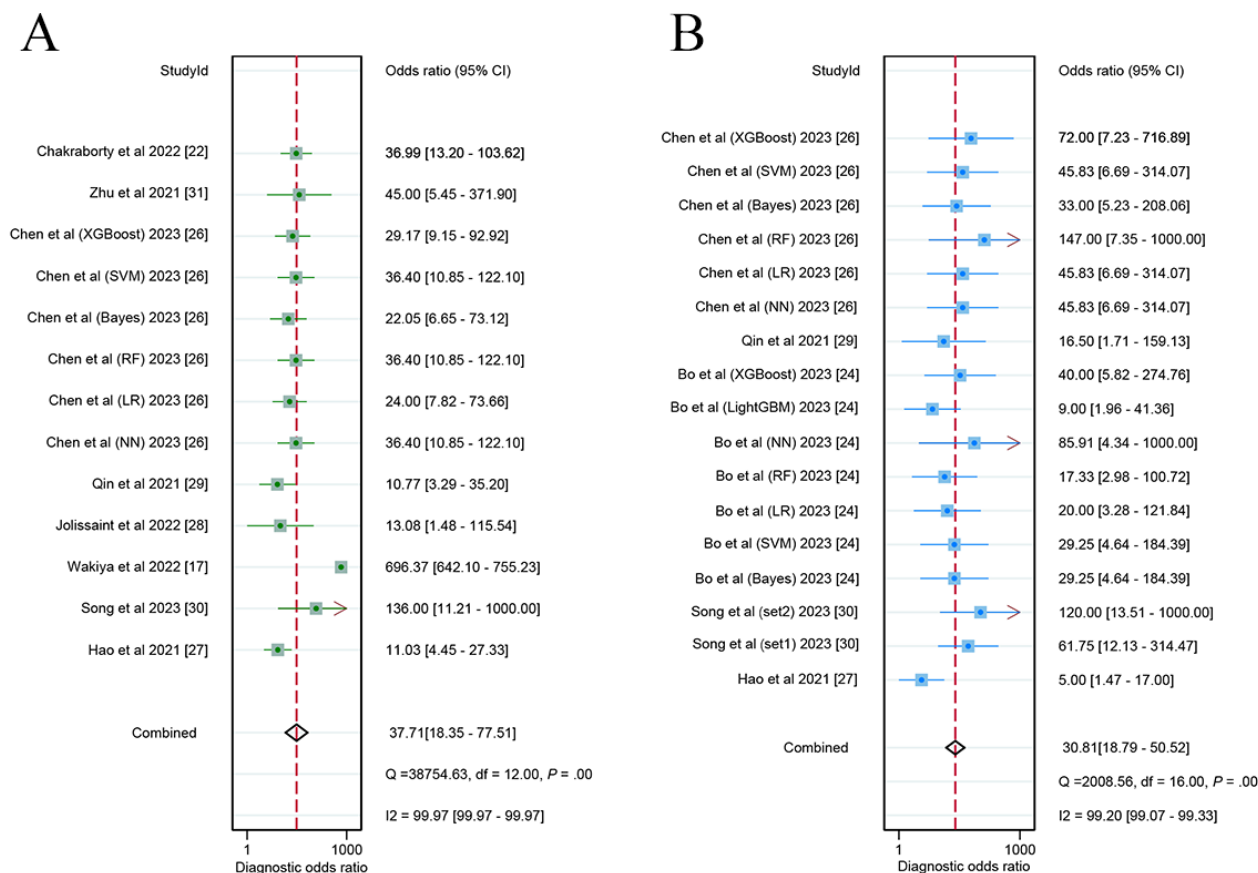 A
StudyId Odds ratio (95% CI)
Chakraborty et al 2022 [22] 36.99 [13.20 - 103.62]
Zhu et al 2021 [31] 45.00 [5.45 - 371.90]
Chen et al (XGBoost) 2023 [26] 29.17 [9.15 - 92.92]
Chen et al (SVM) 2023 [26] 36.40 [10.85 - 122.10]
Chen et al (Bayes) 2023 [26] 22.05 [6.65 - 73.12]
Chen et al (RF) 2023 [26] 36.40 [10.85 - 122.10]
Chen et al (LR) 2023 [26] 24.00 [7.82 - 73.66]
Chen et al (NN) 2023 [26] 36.40 [10.85 - 122.10]
Qin et al 2021 [29] 10.77 [3.29 - 35.20]
Jolissaint et al 2022 [28] 13.08 [1.48 - 115.54]
Wakiya et al 2022 [17] 696.37 [642.10 - 755.23]
Song et al 2023 [30] 136.00 [11.21 - 1000.00]
Hao et al 2021 [27] 11.03 [4.45 - 27.33]
Combined 37.71[18.35 - 77.51]
Q =38754.63, df = 12.00, P = .00
I2 = 99.97 [99.97 - 99.97]
1 1000
Diagnostic odds ratio
B
StudyId Odds ratio (95% CI)
Chen et al (XGBoost) 2023 [26] 72.00 [7.23 - 716.89]
Chen et al (SVM) 2023 [26] 45.83 [6.69 - 314.07]
Chen et al (Bayes) 2023 [26] 33.00 [5.23 - 208.06]
Chen et al (RF) 2023 [26] 147.00 [7.35 - 1000.00]
Chen et al (LR) 2023 [26] 45.83 [6.69 - 314.07]
Chen et al (NN) 2023 [26] 45.83 [6.69 - 314.07]
Qin et al 2021 [29] 16.50 [1.71 - 159.13]
Bo et al (XGBoost) 2023 [24] 40.00 [5.82 - 274.76]
Bo et al (LightGBM) 2023 [24] 9.00 [1.96 - 41.36]
Bo et al (NN) 2023 [24] 85.91 [4.34 - 1000.00]
Bo et al (RF) 2023 [24] 17.33 [2.98 - 100.72]
Bo et al (LR) 2023 [24] 20.00 [3.28 - 121.84]
Bo et al (SVM) 2023 [24] 29.25 [4.64 - 184.39]
Bo et al (Bayes) 2023 [24] 29.25 [4.64 - 184.39]
Song et al (set2) 2023 [30] 120.00 [13.51 - 1000.00]
Song et al (set1) 2023 [30] 61.75 [12.13 - 314.47]
Hao et al 2021 [27] 5.00 [1.47 - 17.00]
Combined 30.81[18.79 - 50.52]
Q =2008.56, df = 16.00, P = .00
I2 = 99.20 [99.07 - 99.33]
1 1000
Diagnostic odds ratio